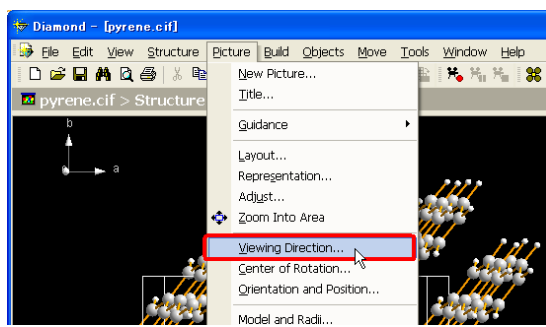 Diamond - [pyrene.cif]
File Edit View Structure Picture Build Objects Move Tools Window Help
New Picture...
Title...
pyrene.cif > Structure
Guidance
b
a
Layout...
Representation...
Adjust...
Zoom Into Area
Viewing Direction...
Center of Rotation...
Orientation and Position...
Model and Radii...